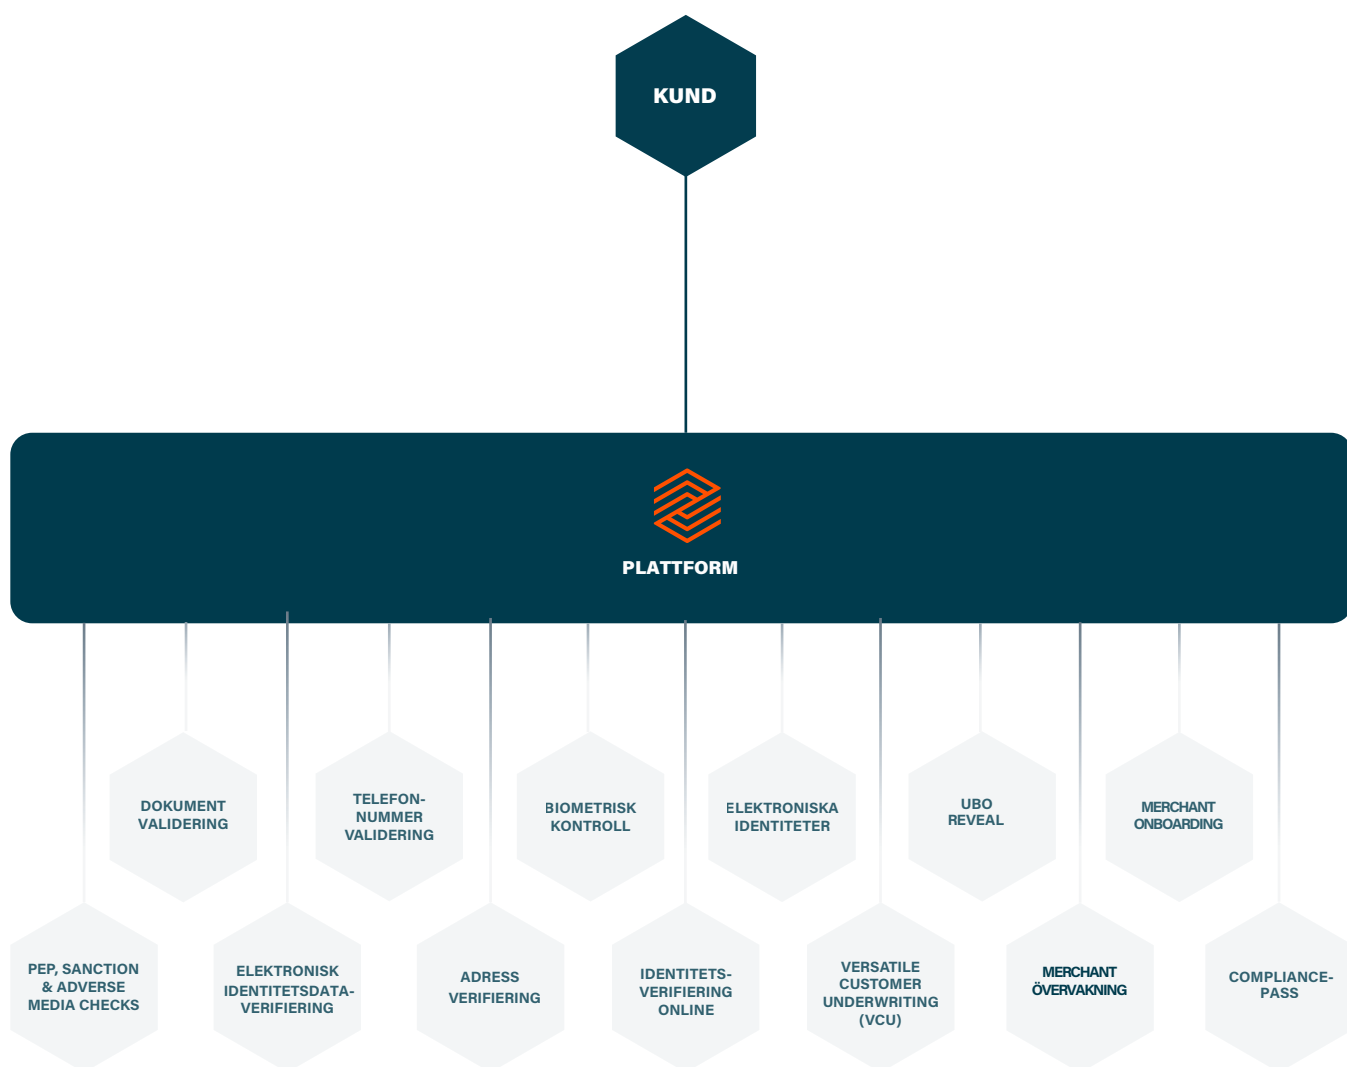 KUND
PLATTFORM
DOKUMENT
VALIDERING
TELEFON-
NUMMER
VALIDERING
BIOMETRISK
KONTROLL
ELEKTRONISKA
IDENTITETER
UBO
REVEAL
MERCHANT
ONBOARDING
PEP, SANCTION
& ADVERSE
MEDIA CHECKS
ELEKTRONISK
IDENTITETSDATA-
VERIFIERING
ADRESS
VERIFIERING
IDENTITETS-
VERIFIERING
ONLINE
VERSATILE
CUSTOMER
UNDERWRITING
(VCU)
MERCHANT
ÖVERVAKNING
COMPLIANCE-
PASS